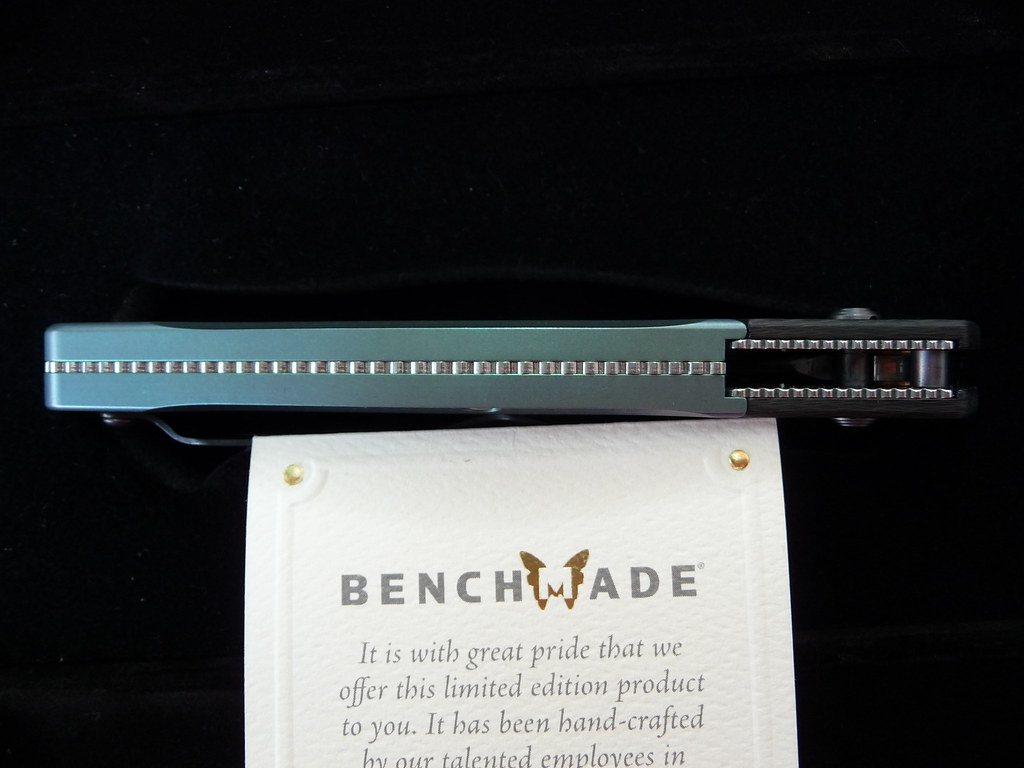 BENCHMADE®
It is with great pride that we
offer this limited edition product
to you. It has been hand-crafted
by our talented employees in